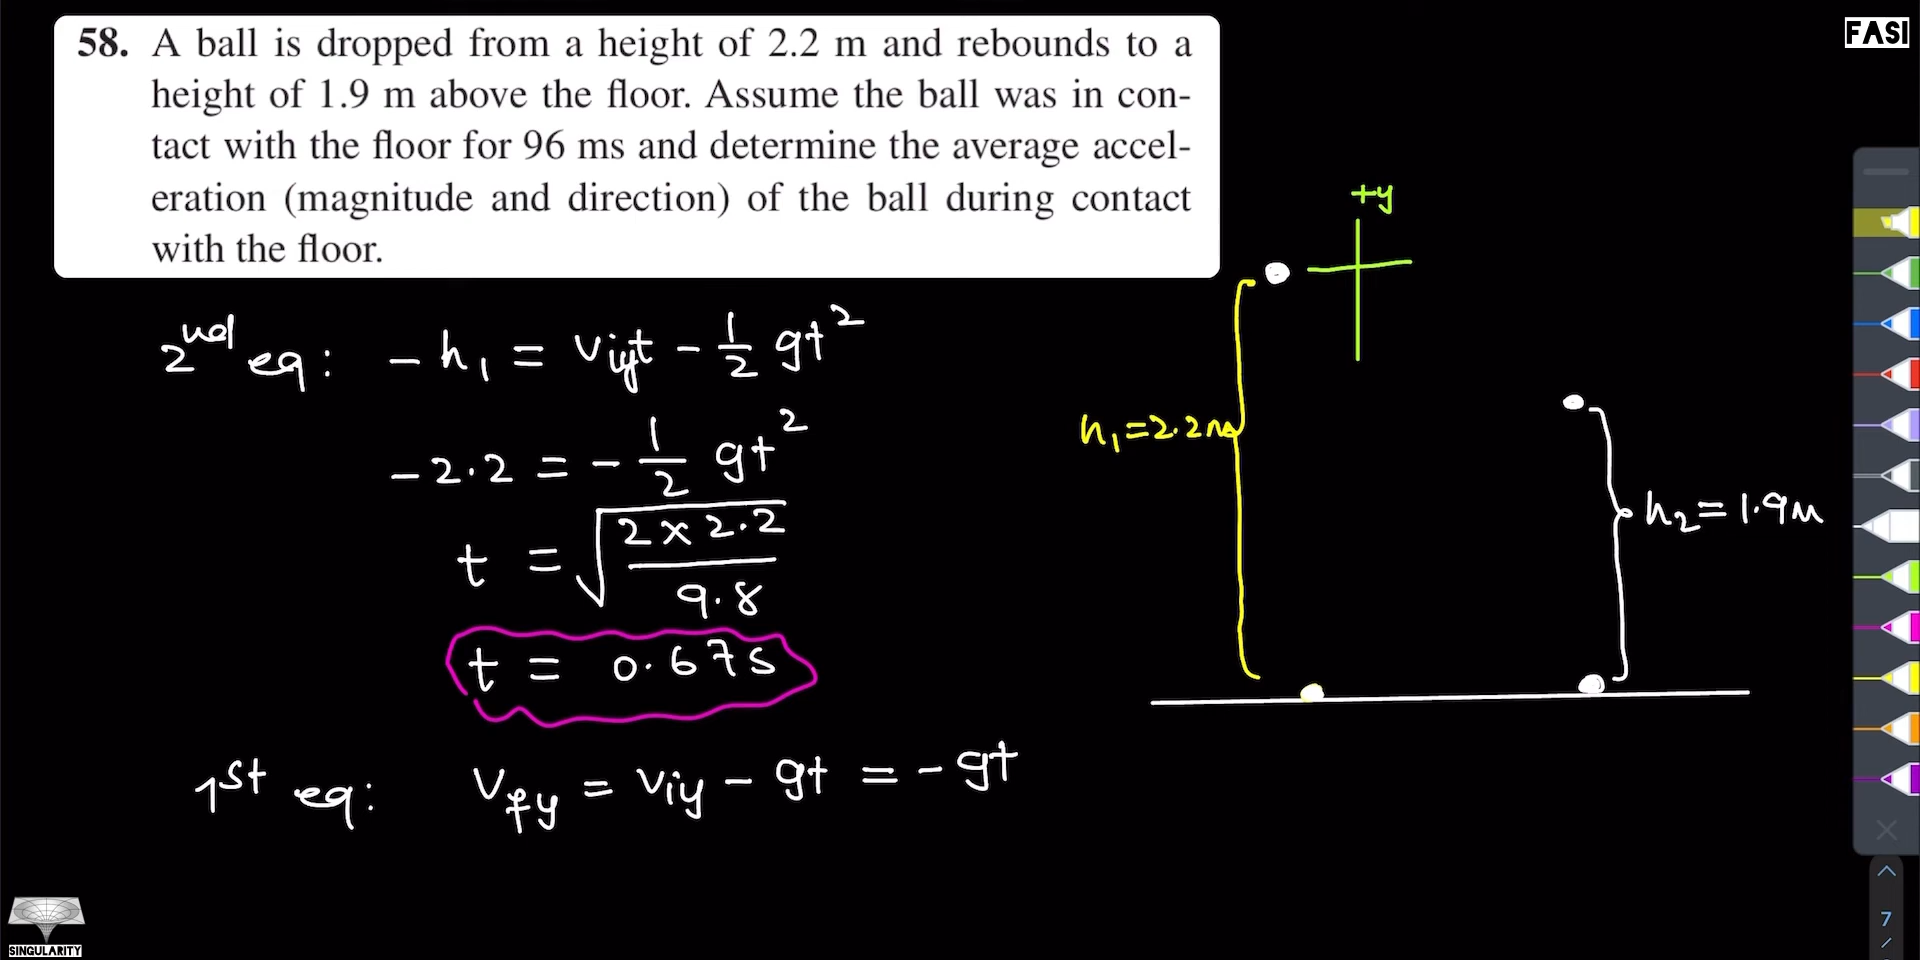 FASI
58. A ball is dropped from a height of 2.2 m and rebounds to a
height of 1.9 m above the floor. Assume the ball was in con-
tact with the floor for 96 ms and determine the average accel-
eration (magnitude and direction) of the ball during contact
with the floor.
2nd eq: -h₁ = viyt - 1/2 gt²
-2.2 = - 1/2 gt²
t = √(2 x 2.2 / 9.8)
t = 0.67s
1st eq: vfy = viy - gt = -gt
+y
h₁=2.2m
h₂=1.9m
7
SINGULARITY